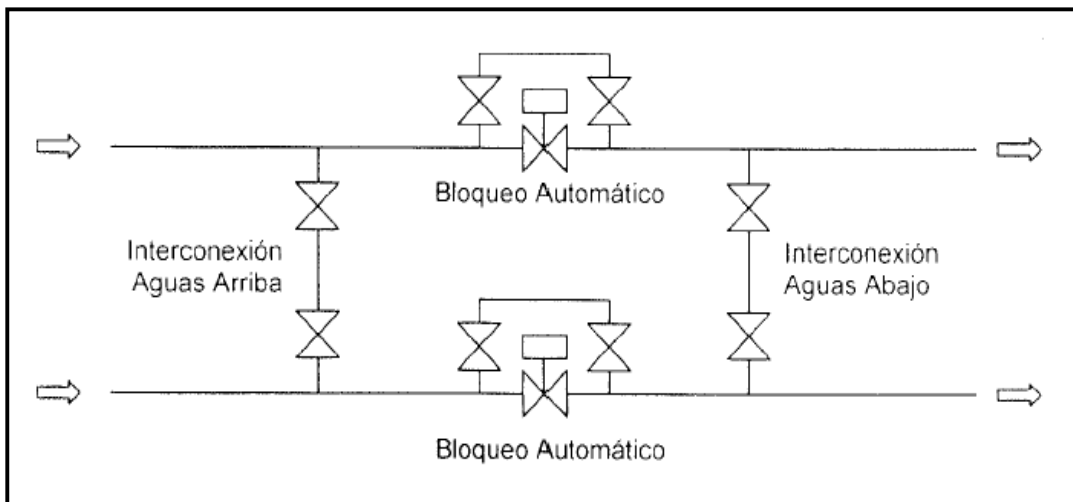 Bloqueo Automático
Interconexión
Aguas Arriba
Interconexión
Aguas Abajo
Bloqueo Automático